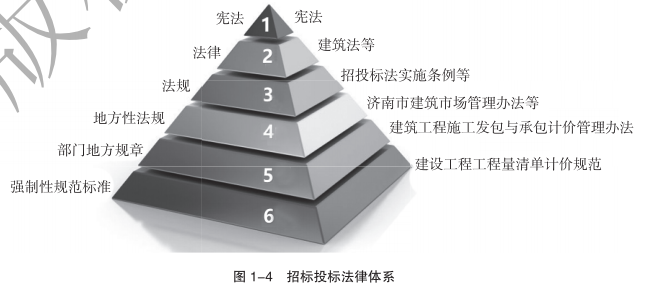 宪法 1 宪法
法律 2 建筑法等
法规 3 招投标法实施条例等
地方性法规 4 济南市建筑市场管理办法等
部门地方规章 5 建筑工程施工发包与承包计价管理办法
强制性规范标准 6 建设工程工程量清单计价规范
图 1-4 招标投标法律体系